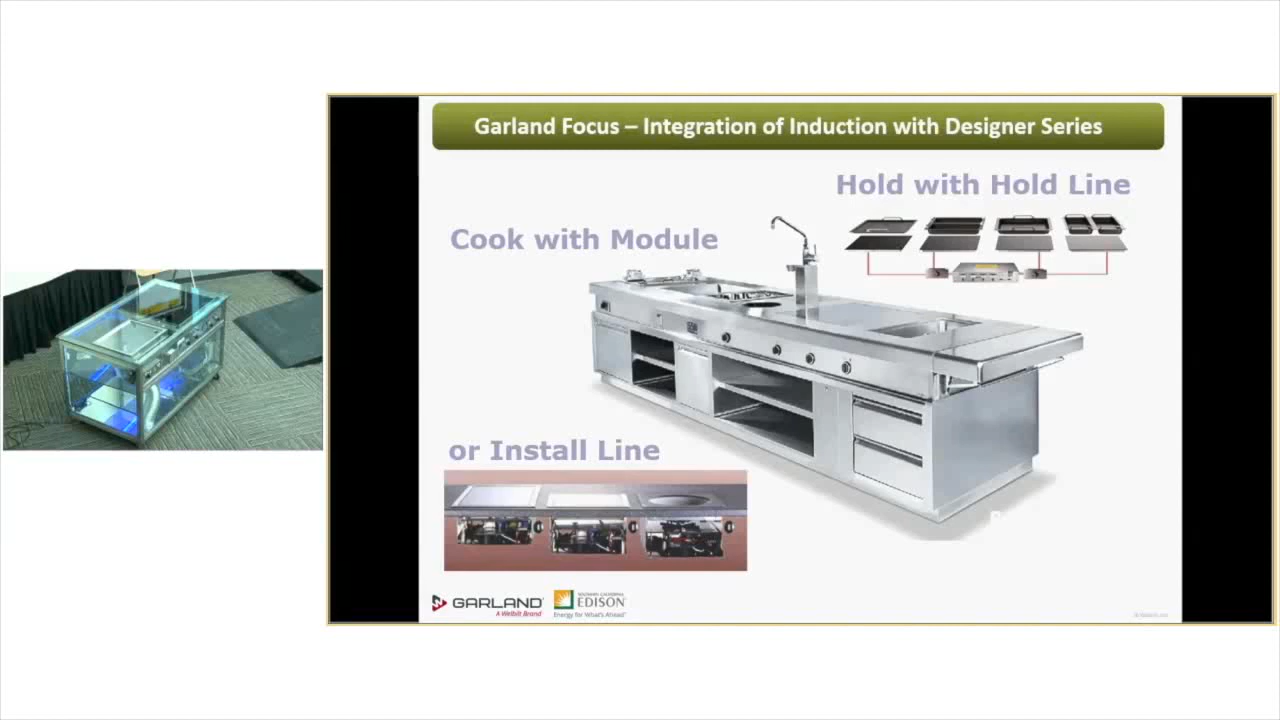 Garland Focus – Integration of Induction with Designer Series
Hold with Hold Line
Cook with Module
or Install Line
GARLAND
A Welbilt Brand
SOUTHERN CALIFORNIA
EDISON
Energy for What's Ahead